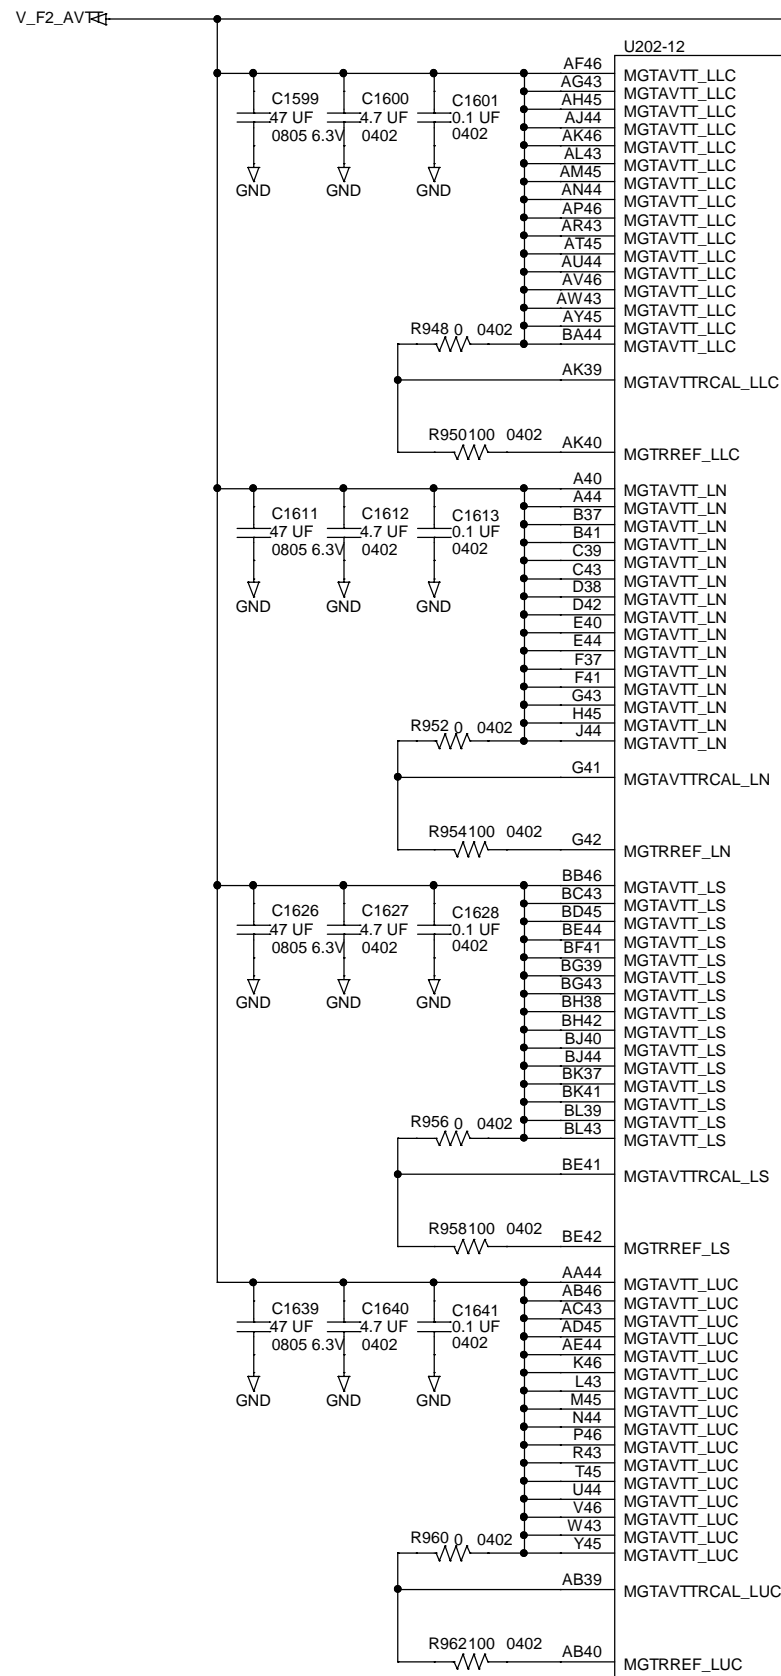 V_F2_AVTT
U202-12
C1599 C1600 C1601
47 UF 4.7 UF 0.1 UF
0805 6.3V 0402 0402
GND GND GND
AF46 MGTAVTT_LLC
AG43 MGTAVTT_LLC
AH45 MGTAVTT_LLC
AJ44 MGTAVTT_LLC
AK46 MGTAVTT_LLC
AL43 MGTAVTT_LLC
AM45 MGTAVTT_LLC
AN44 MGTAVTT_LLC
AP46 MGTAVTT_LLC
AR43 MGTAVTT_LLC
AT45 MGTAVTT_LLC
AU44 MGTAVTT_LLC
AV46 MGTAVTT_LLC
AW43 MGTAVTT_LLC
AY45 MGTAVTT_LLC
R948 0 0402 BA44 MGTAVTT_LLC
AK39 MGTAVTTRCAL_LLC
R950 100 0402 AK40 MGTRREF_LLC
C1611 C1612 C1613
47 UF 4.7 UF 0.1 UF
0805 6.3V 0402 0402
GND GND GND
A40 MGTAVTT_LN
A44 MGTAVTT_LN
B37 MGTAVTT_LN
B41 MGTAVTT_LN
C39 MGTAVTT_LN
C43 MGTAVTT_LN
D38 MGTAVTT_LN
D42 MGTAVTT_LN
E40 MGTAVTT_LN
E44 MGTAVTT_LN
F37 MGTAVTT_LN
F41 MGTAVTT_LN
G43 MGTAVTT_LN
H45 MGTAVTT_LN
R952 0 0402 J44 MGTAVTT_LN
G41 MGTAVTTRCAL_LN
R954 100 0402 G42 MGTRREF_LN
C1626 C1627 C1628
47 UF 4.7 UF 0.1 UF
0805 6.3V 0402 0402
GND GND GND
BB46 MGTAVTT_LS
BC43 MGTAVTT_LS
BD45 MGTAVTT_LS
BE44 MGTAVTT_LS
BF41 MGTAVTT_LS
BG39 MGTAVTT_LS
BG43 MGTAVTT_LS
BH38 MGTAVTT_LS
BH42 MGTAVTT_LS
BJ40 MGTAVTT_LS
BJ44 MGTAVTT_LS
BK37 MGTAVTT_LS
BK41 MGTAVTT_LS
BL39 MGTAVTT_LS
R956 0 0402 BL43 MGTAVTT_LS
BE41 MGTAVTTRCAL_LS
R958 100 0402 BE42 MGTRREF_LS
C1639 C1640 C1641
47 UF 4.7 UF 0.1 UF
0805 6.3V 0402 0402
GND GND GND
AA44 MGTAVTT_LUC
AB46 MGTAVTT_LUC
AC43 MGTAVTT_LUC
AD45 MGTAVTT_LUC
AE44 MGTAVTT_LUC
K46 MGTAVTT_LUC
L43 MGTAVTT_LUC
M45 MGTAVTT_LUC
N44 MGTAVTT_LUC
P46 MGTAVTT_LUC
R43 MGTAVTT_LUC
T45 MGTAVTT_LUC
U44 MGTAVTT_LUC
V46 MGTAVTT_LUC
W43 MGTAVTT_LUC
R960 0 0402 Y45 MGTAVTT_LUC
AB39 MGTAVTTRCAL_LUC
R962 100 0402 AB40 MGTRREF_LUC